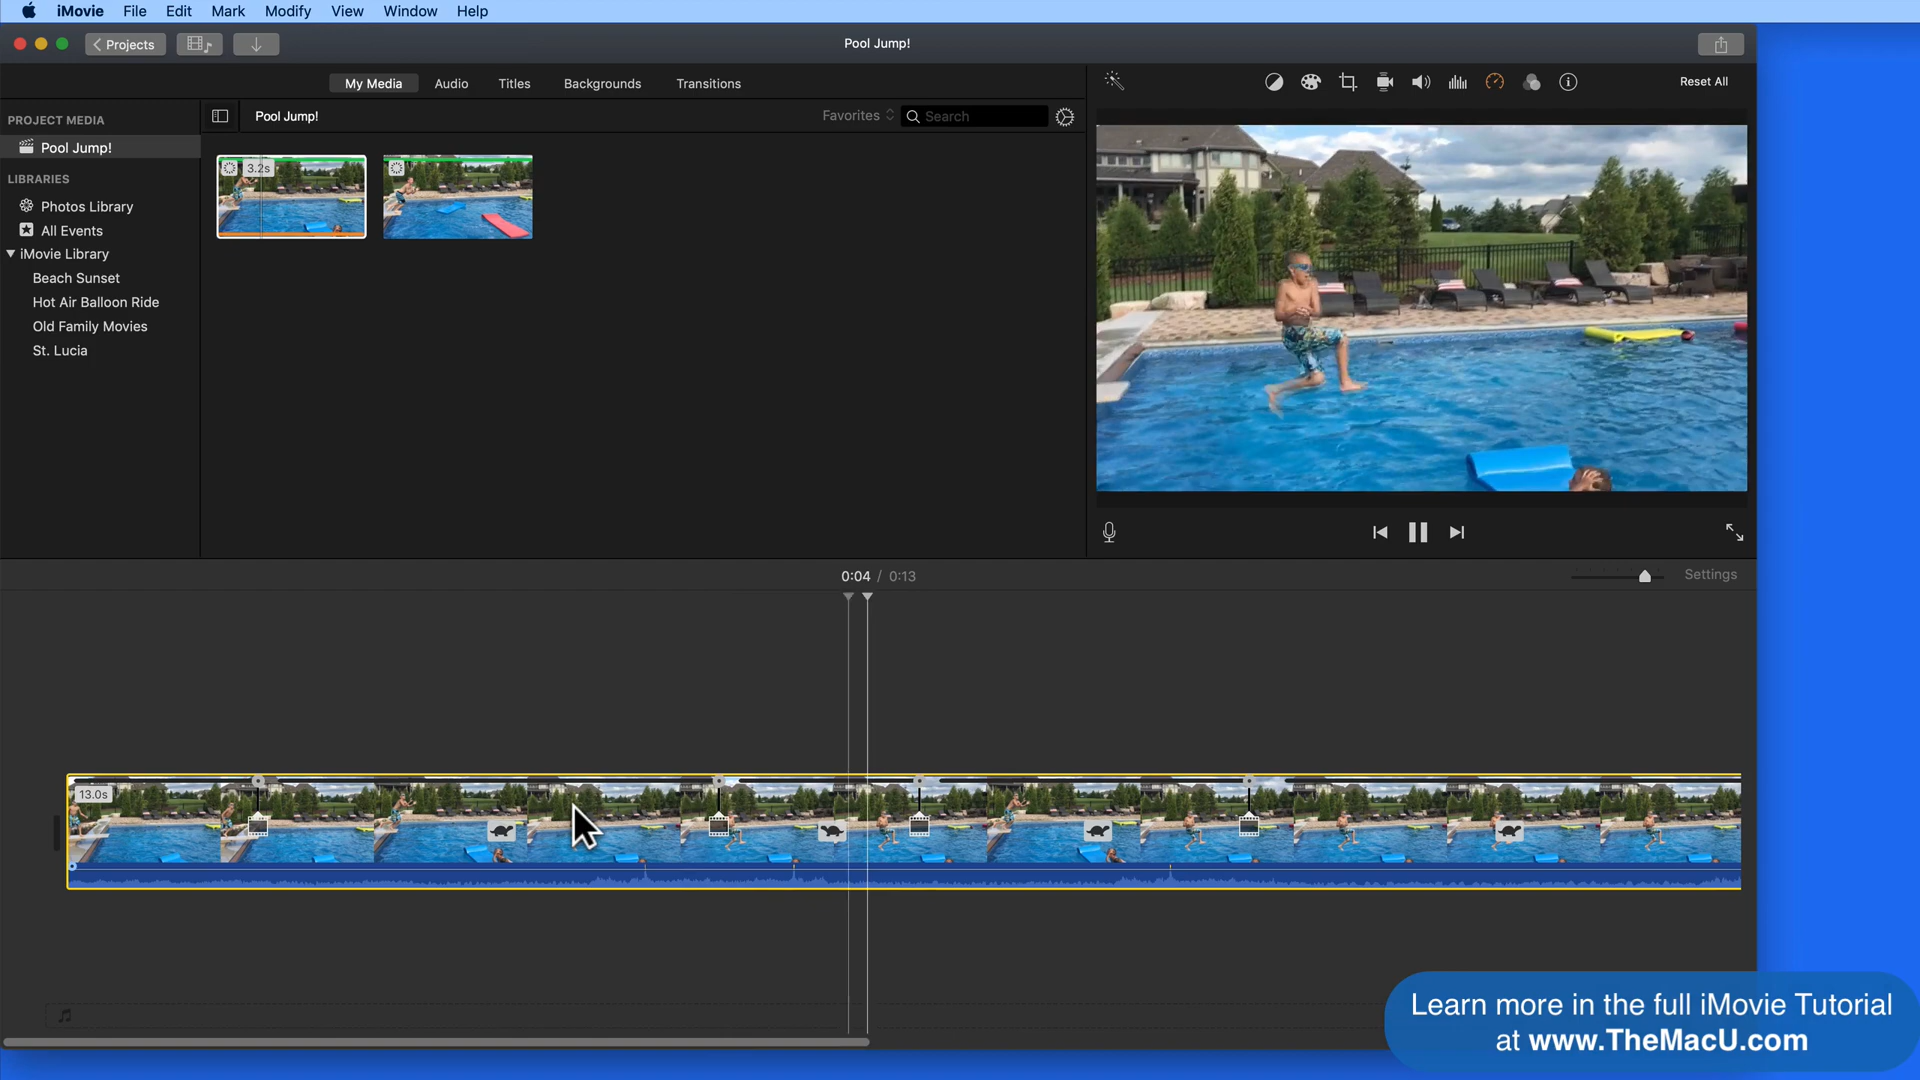 iMovie File Edit Mark Modify View Window Help
Projects
Pool Jump!
My Media Audio Titles Backgrounds Transitions
Reset All
PROJECT MEDIA
Pool Jump!
LIBRARIES
Photos Library
All Events
iMovie Library
Beach Sunset
Hot Air Balloon Ride
Old Family Movies
St. Lucia
Pool Jump!
Favorites
Search
3.2s
0:04 / 0:13
Settings
13.0s
Learn more in the full iMovie Tutorial
at www.TheMacU.com